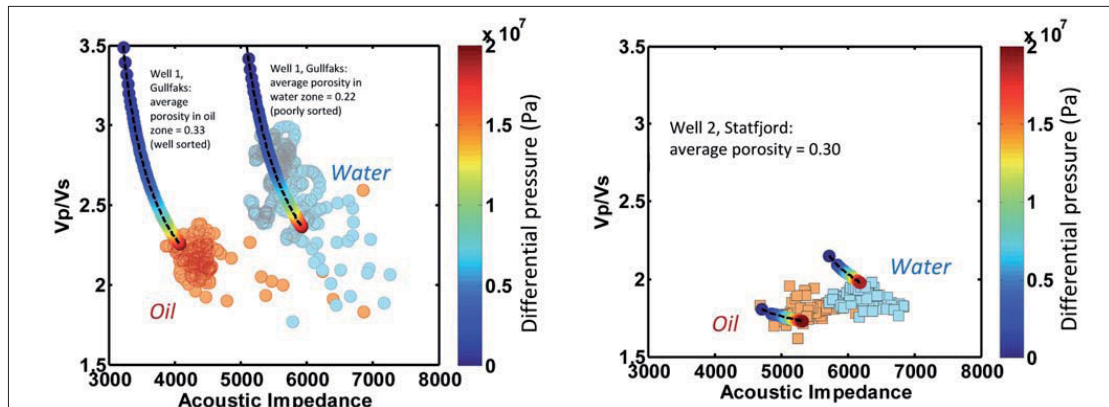 3.5
3
2.5
2
1.5
Vp/Vs
3000 4000 5000 6000 7000 8000
Acoustic Impedance
Well 1,
Gullfaks:
average
porosity in oil
zone = 0.33
(well sorted)
Well 1, Gullfaks:
average porosity in
water zone = 0.22
(poorly sorted)
Water
Oil
x 10⁷
2
1.5
1
0.5
0
Differential pressure (Pa)
3.5
3
2.5
2
1.5
Vp/Vs
3000 4000 5000 6000 7000 8000
Acoustic Impedance
Well 2, Statfjord:
average porosity = 0.30
Water
Oil
x 10⁷
2
1.5
1
0.5
0
Differential pressure (Pa)